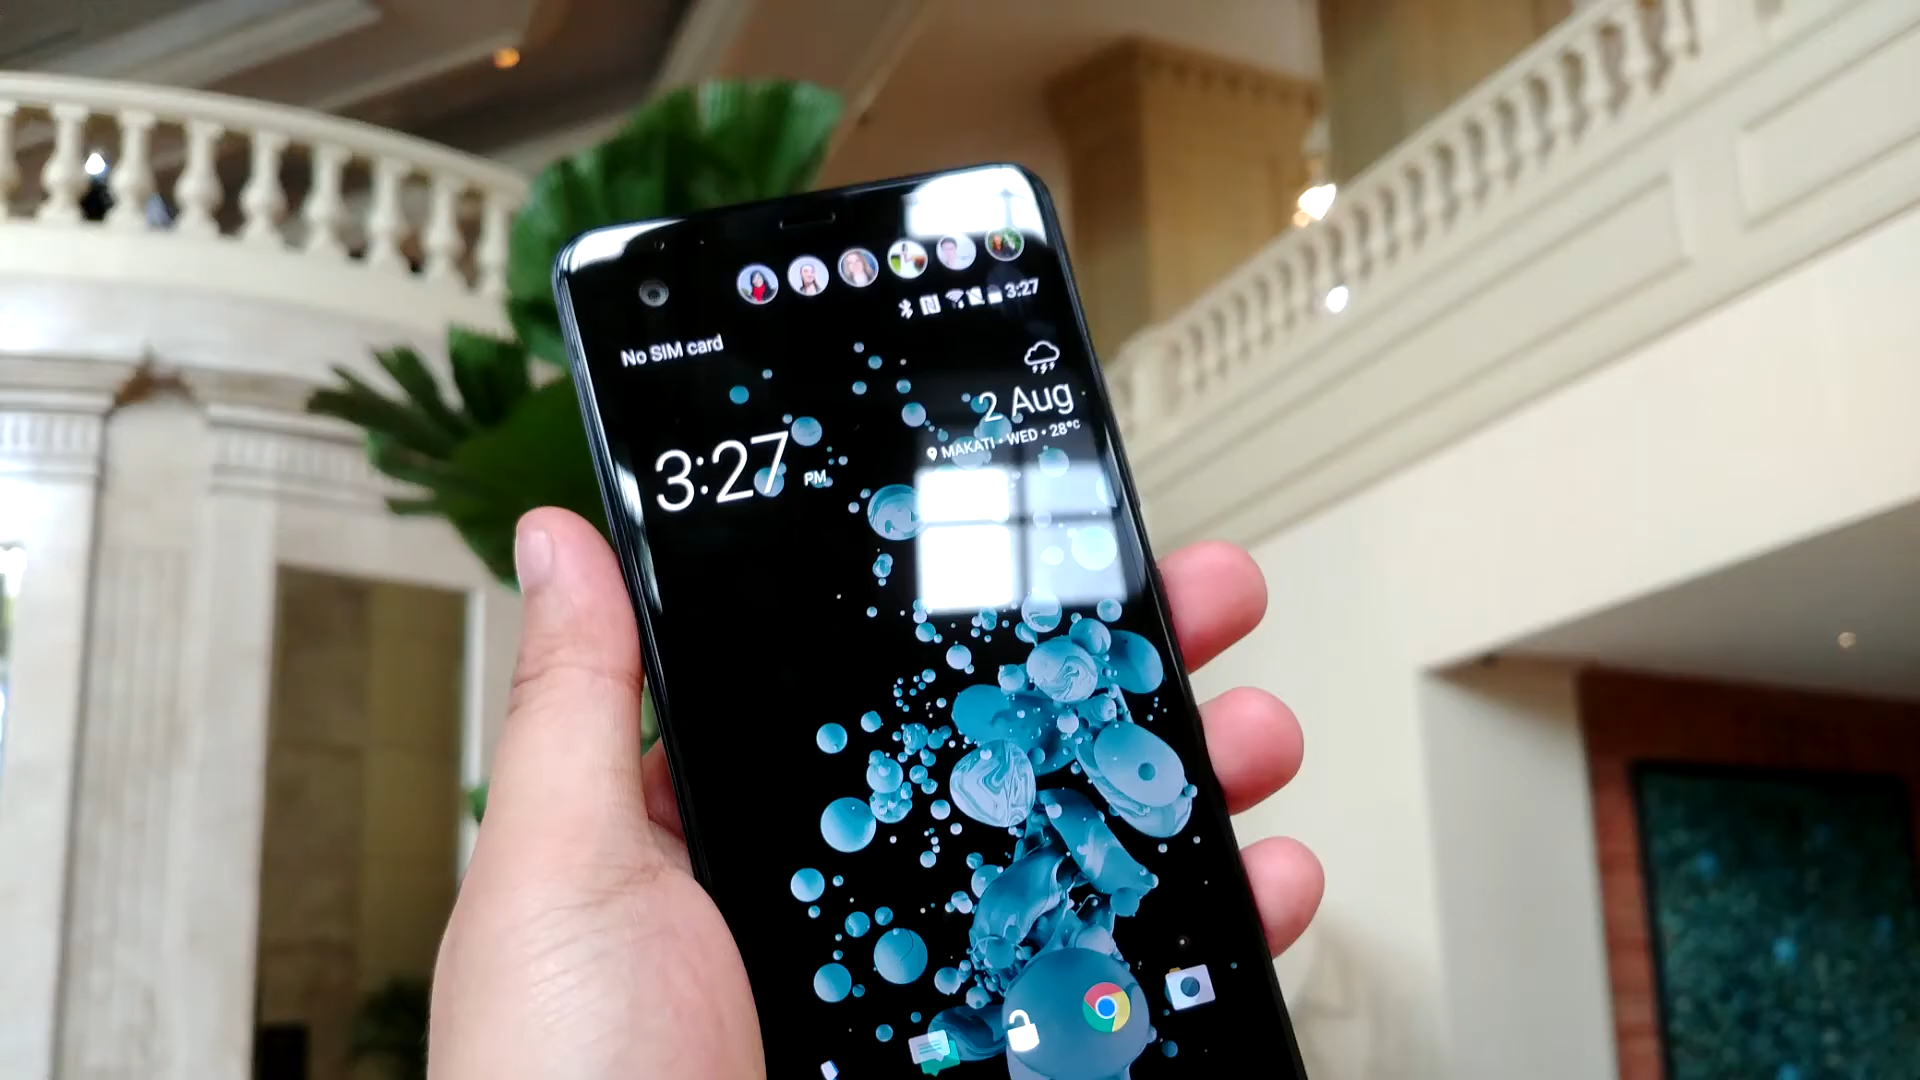 3:27
No SIM card
2 Aug
MAKATI • WED • 28°C
3:27 PM